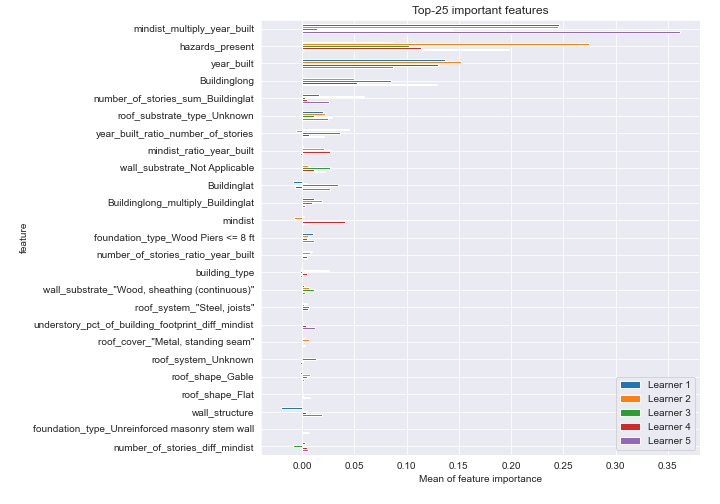 Top-25 important features
mindist_multiply_year_built
hazards_present
year_built
Buildinglong
number_of_stories_sum_Buildinglat
roof_substrate_type_Unknown
year_built_ratio_number_of_stories
mindist_ratio_year_built
wall_substrate_Not Applicable
Buildinglat
Buildinglong_multiply_Buildinglat
mindist
foundation_type_Wood Piers <= 8 ft
number_of_stories_ratio_year_built
building_type
wall_substrate_"Wood, sheathing (continuous)"
roof_system_"Steel, joists"
understory_pct_of_building_footprint_diff_mindist
roof_cover_"Metal, standing seam"
roof_system_Unknown
roof_shape_Gable
roof_shape_Flat
wall_structure
foundation_type_Unreinforced masonry stem wall
number_of_stories_diff_mindist
feature
Learner 1
Learner 2
Learner 3
Learner 4
Learner 5
0.00 0.05 0.10 0.15 0.20 0.25 0.30 0.35
Mean of feature importance